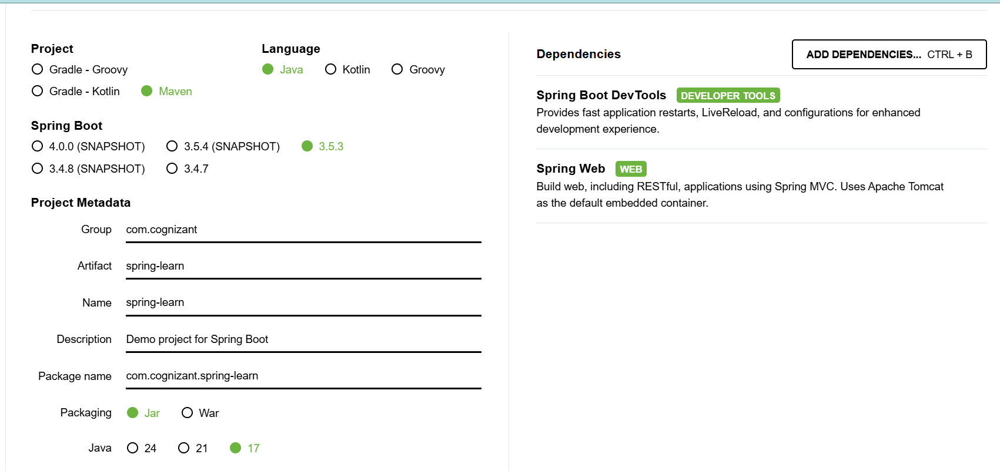 Project
Gradle - Groovy
Gradle - Kotlin Maven
Language
Java Kotlin Groovy
Spring Boot
4.0.0 (SNAPSHOT) 3.5.4 (SNAPSHOT) 3.5.3
3.4.8 (SNAPSHOT) 3.4.7
Project Metadata
Group com.cognizant
Artifact spring-learn
Name spring-learn
Description Demo project for Spring Boot
Package name com.cognizant.spring-learn
Packaging Jar War
Java 24 21 17
Dependencies ADD DEPENDENCIES... CTRL + B
Spring Boot DevTools DEVELOPER TOOLS
Provides fast application restarts, LiveReload, and configurations for enhanced
development experience.
Spring Web WEB
Build web, including RESTful, applications using Spring MVC. Uses Apache Tomcat
as the default embedded container.